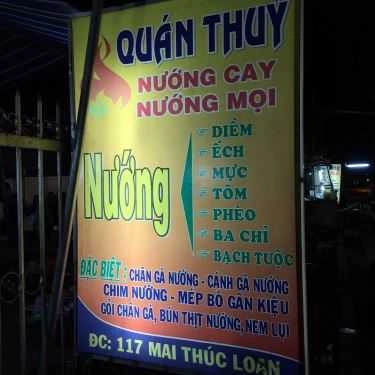 QUÁN THUÝ
NƯỚNG CAY
NƯỚNG MỌI
Nướng
DIỀM
ẾCH
MỰC
TÔM
PHÈO
BA CHỈ
BẠCH TUỘC
ĐẶC BIỆT : CHÂN GÀ NƯỚNG - CÁNH GÀ NƯỚNG
CHIM NƯỚNG - MÉP BÒ GÂN KIỆU
GỎI CHÂN GÀ, BÚN THỊT NƯỚNG, NEM LỤI
ĐC: 117 MAI THÚC LOAN